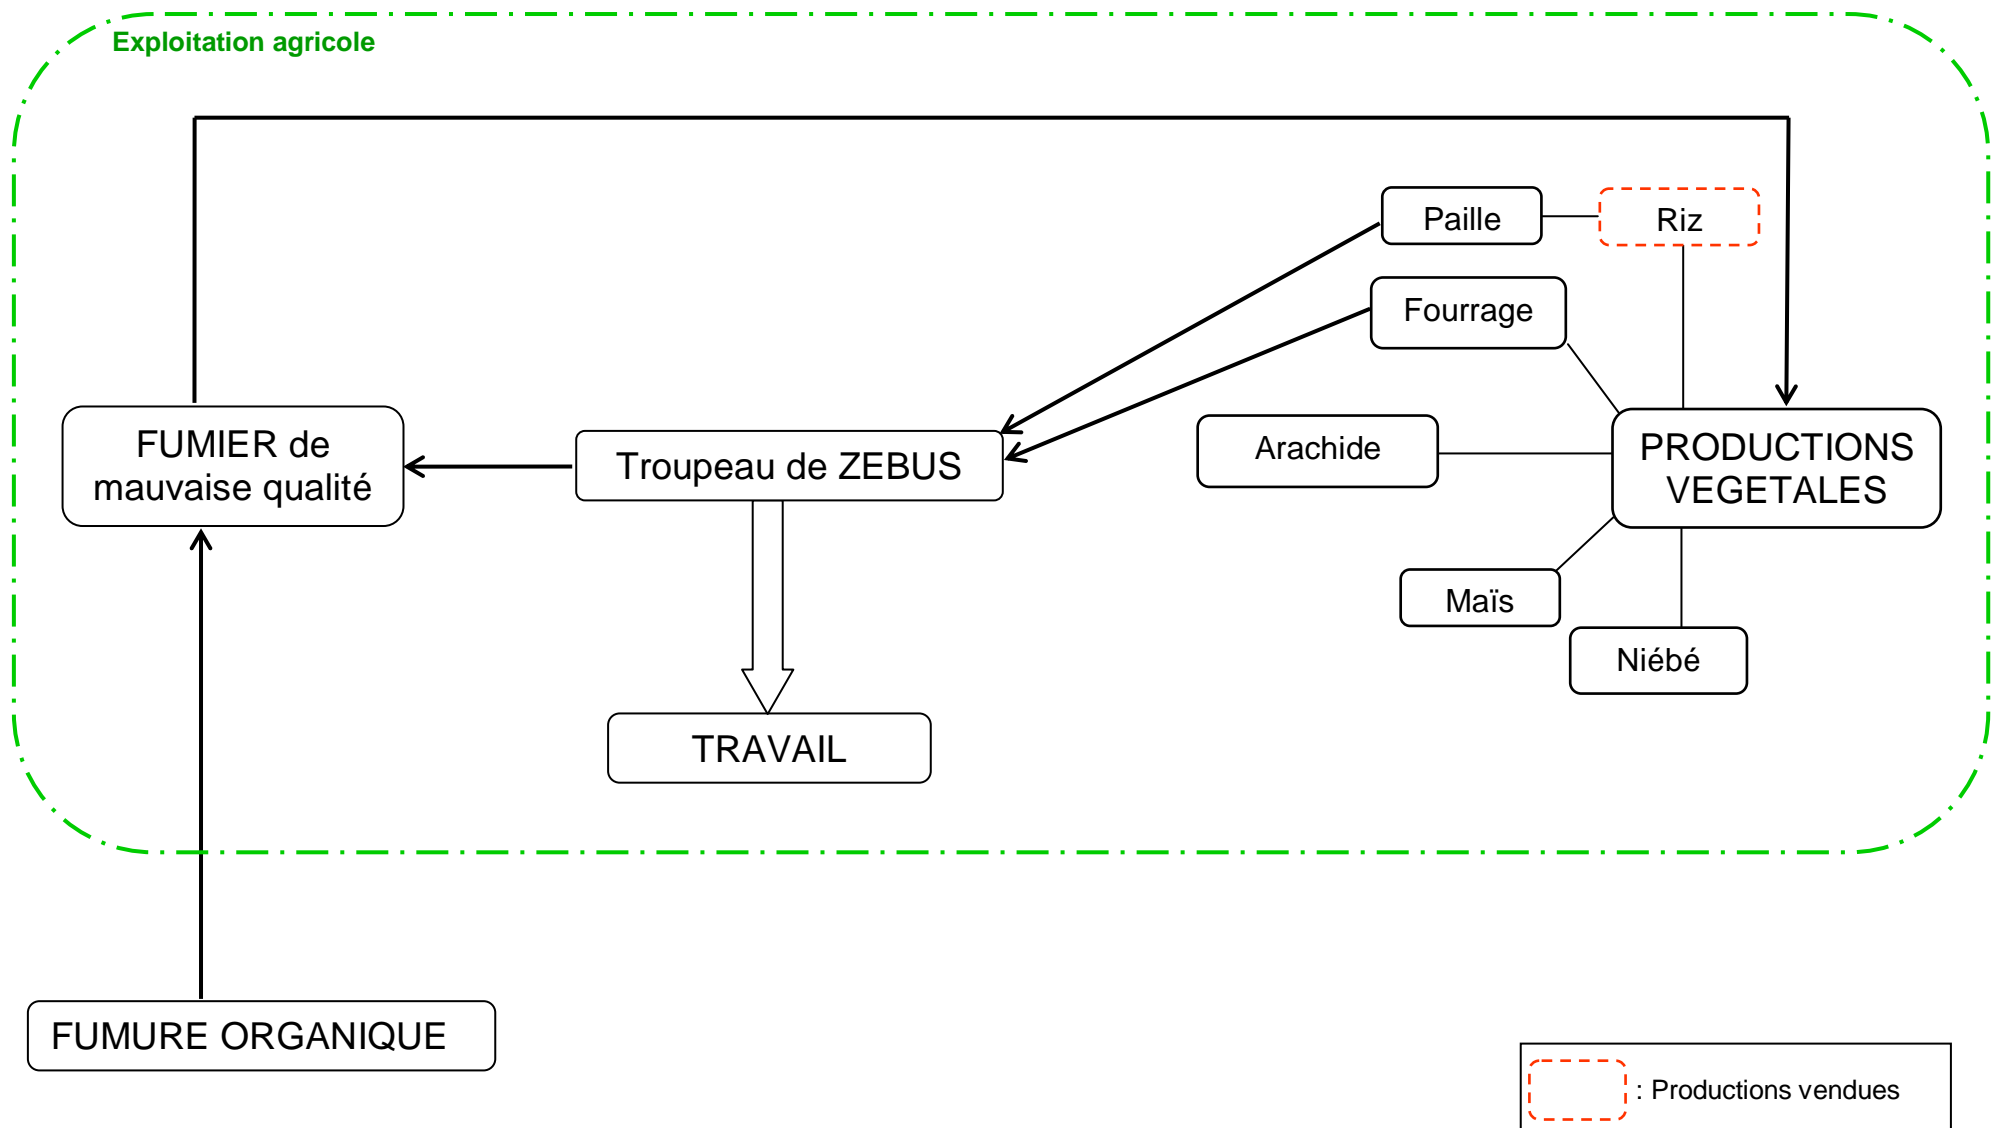 Exploitation agricole
Paille
Riz
Fourrage
Arachide
PRODUCTIONS
VEGETALES
FUMIER de
mauvaise qualité
Troupeau de ZEBUS
Maïs
Niébé
TRAVAIL
FUMURE ORGANIQUE
: Productions vendues